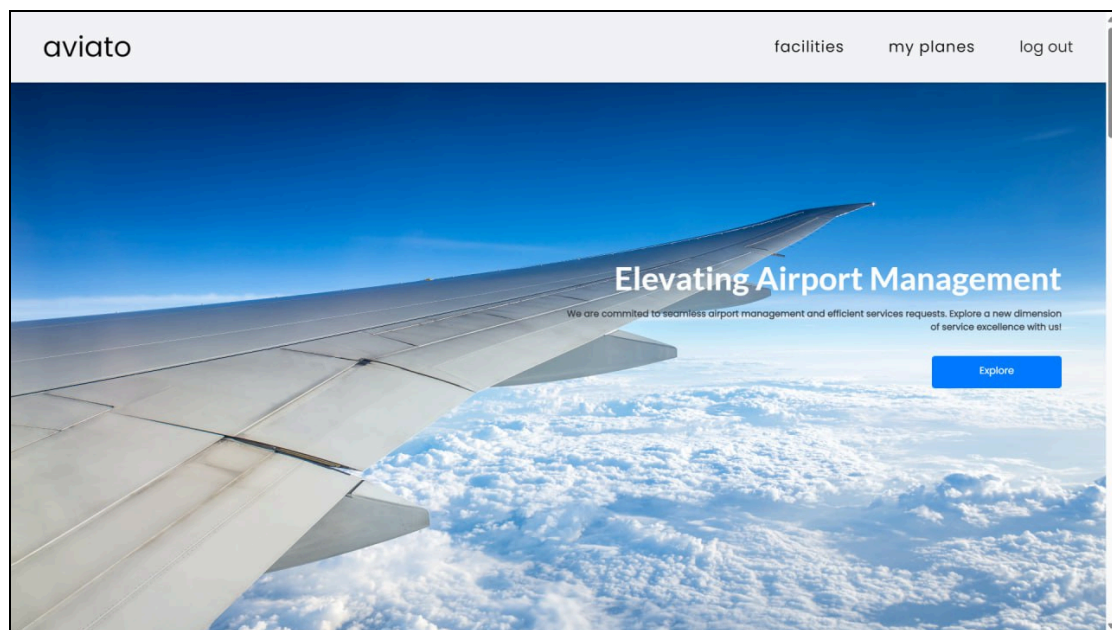 aviato
facilities my planes log out
Elevating Airport Management
We are commited to seamless airport management and efficient services requests. Explore a new dimension
of service excellence with us!
Explore